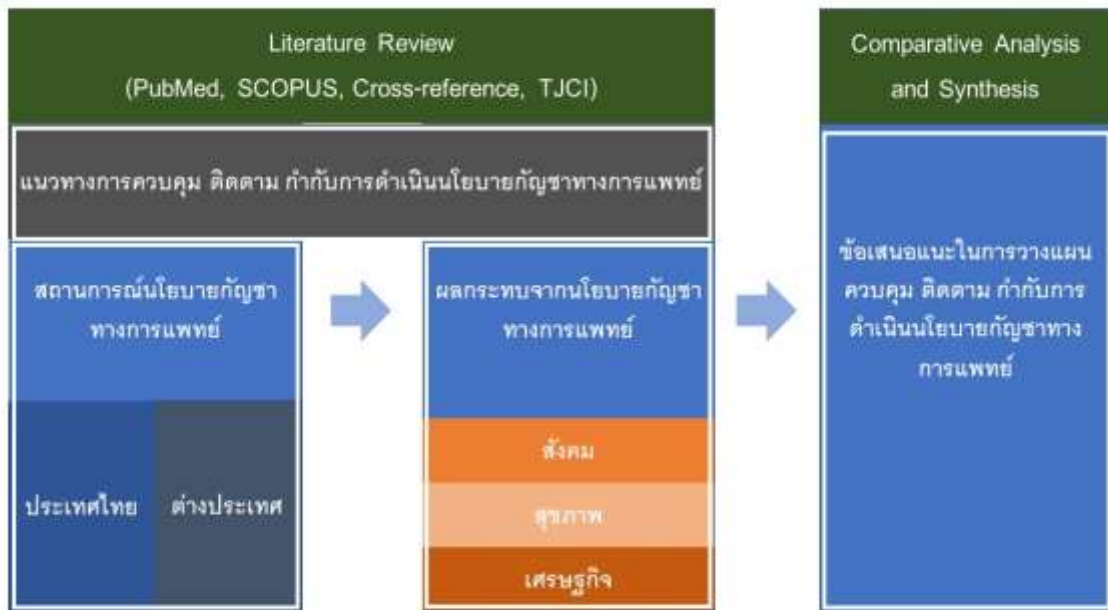 Literature Review
(PubMed, SCOPUS, Cross-reference, TJCI)
แนวทางการควบคุม ติดตาม กำกับการดำเนินนโยบายกัญชาทางการแพทย์
สถานการณ์นโยบายกัญชา
ทางการแพทย์
ประเทศไทย
ต่างประเทศ
ผลกระทบจากนโยบายกัญชา
ทางการแพทย์
สังคม
สุขภาพ
เศรษฐกิจ
Comparative Analysis
and Synthesis
ข้อเสนอแนะในการวางแผน
ควบคุม ติดตาม กำกับการ
ดำเนินนโยบายกัญชาทาง
การแพทย์